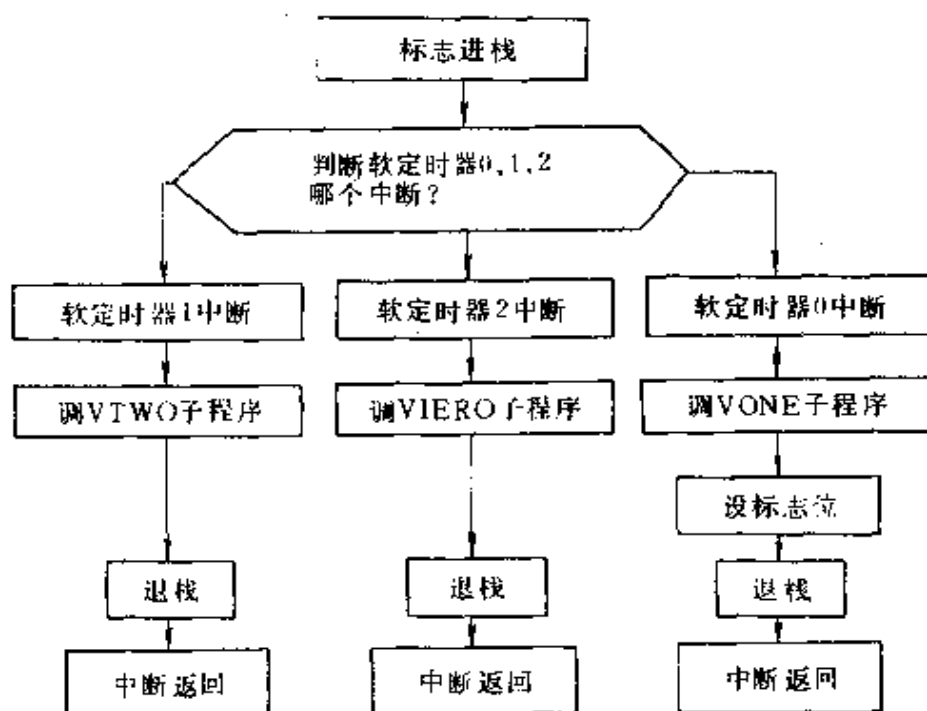 标志进栈
判断软定时器0,1,2
哪个中断?
软定时器1中断
软定时器2中断
软定时器0中断
调VTWO子程序
调VIERO子程序
调VONE子程序
设标志位
退栈
退栈
退栈
中断返回
中断返回
中断返回